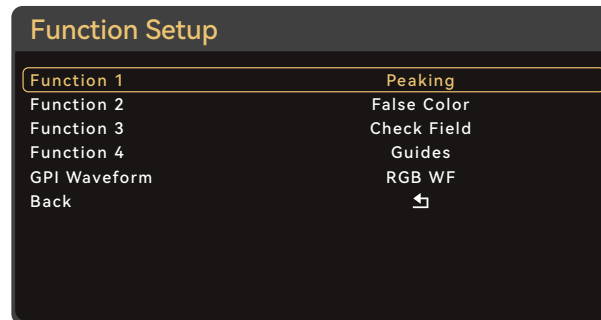 Function Setup
Function 1 Peaking
Function 2 False Color
Function 3 Check Field
Function 4 Guides
GPI Waveform RGB WF
Back